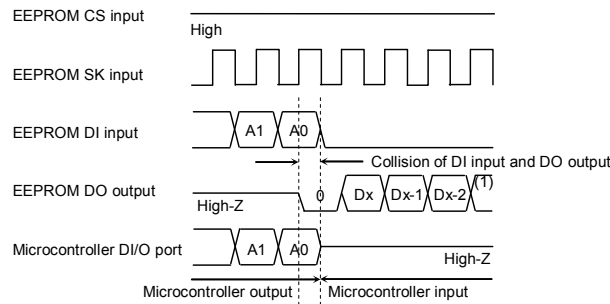 EEPROM CS input
High
EEPROM SK input
EEPROM DI input
A1 A0
Collision of DI input and DO output
EEPROM DO output
High-Z
0 Dx Dx-1 Dx-2 (1)
Microcontroller DI/O port
A1 A0
High-Z
Microcontroller output Microcontroller input